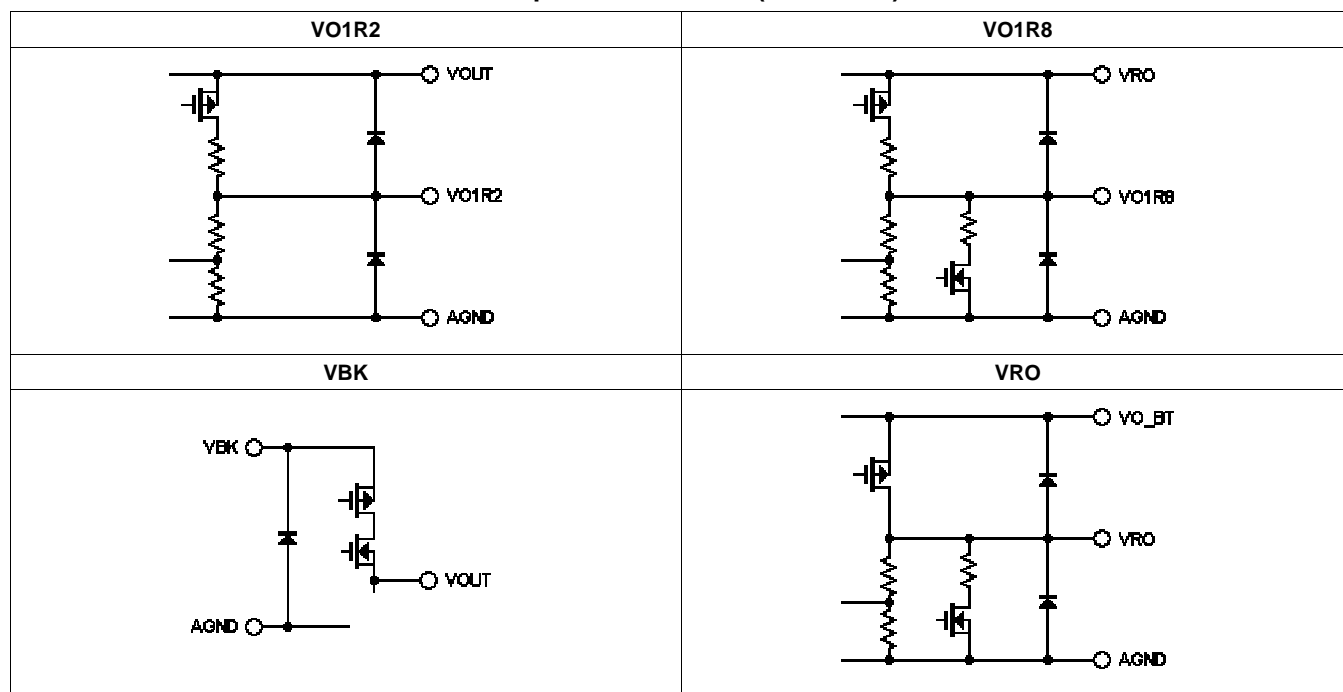 VO1R2
VO1R8
VOUT
VO1R2
AGND
VRO
VO1R8
AGND
VBK
VRO
VBK
VOUT
AGND
VO_BT
VRO
AGND